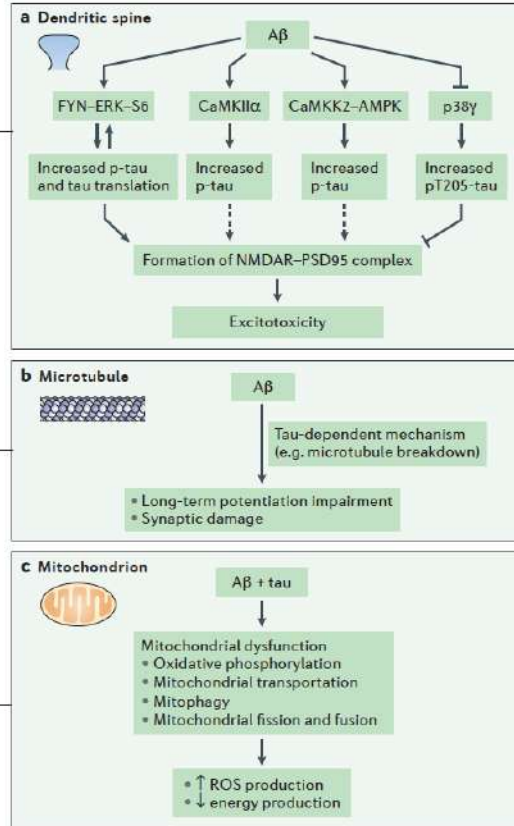 a Dendritic spine
Aβ
FYN–ERK–S6
CaMKIIα
CaMKK2–AMPK
p38γ
Increased p-tau
and tau translation
Increased
p-tau
Increased
p-tau
Increased
pT205-tau
Formation of NMDAR–PSD95 complex
Excitotoxicity
b Microtubule
Aβ
Tau-dependent mechanism
(e.g. microtubule breakdown)
• Long-term potentiation impairment
• Synaptic damage
c Mitochondrion
Aβ + tau
Mitochondrial dysfunction
• Oxidative phosphorylation
• Mitochondrial transportation
• Mitophagy
• Mitochondrial fission and fusion
• ↑ ROS production
• ↓ energy production